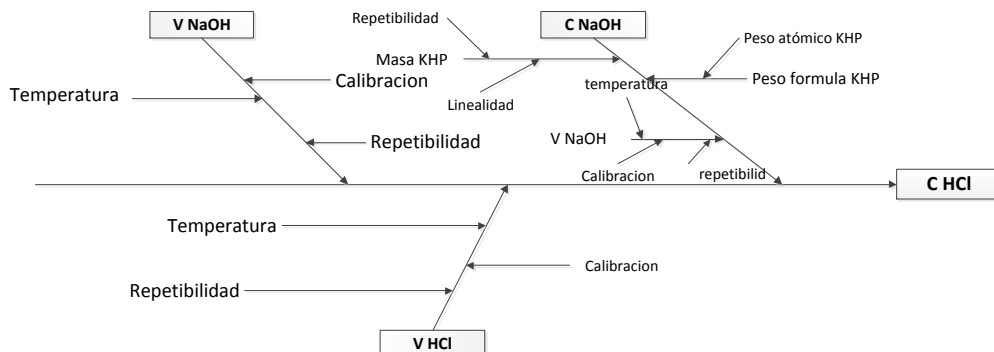 V NaOH
Repetibilidad
C NaOH
Peso atómico KHP
Masa KHP
Calibracion
Peso formula KHP
Temperatura
Linealidad
temperatura
Repetibilidad
V NaOH
Calibracion
repetibilid
C HCl
Temperatura
Calibracion
Repetibilidad
V HCl